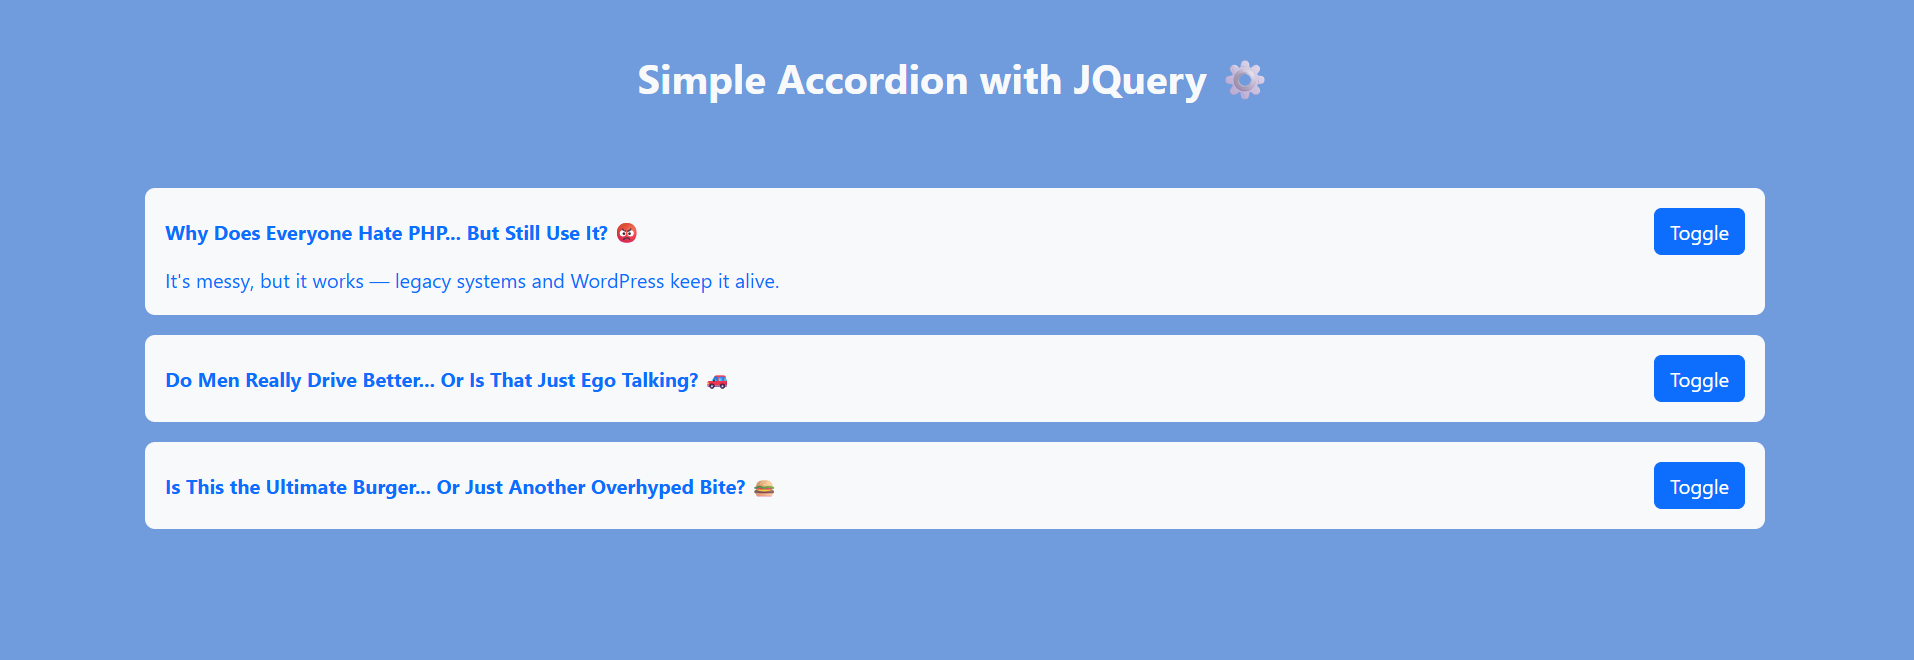 Simple Accordion with JQuery ⚙️
Why Does Everyone Hate PHP... But Still Use It? 👹
Toggle
It's messy, but it works — legacy systems and WordPress keep it alive.
Do Men Really Drive Better... Or Is That Just Ego Talking? 🚗
Toggle
Is This the Ultimate Burger... Or Just Another Overhyped Bite? 🍔
Toggle